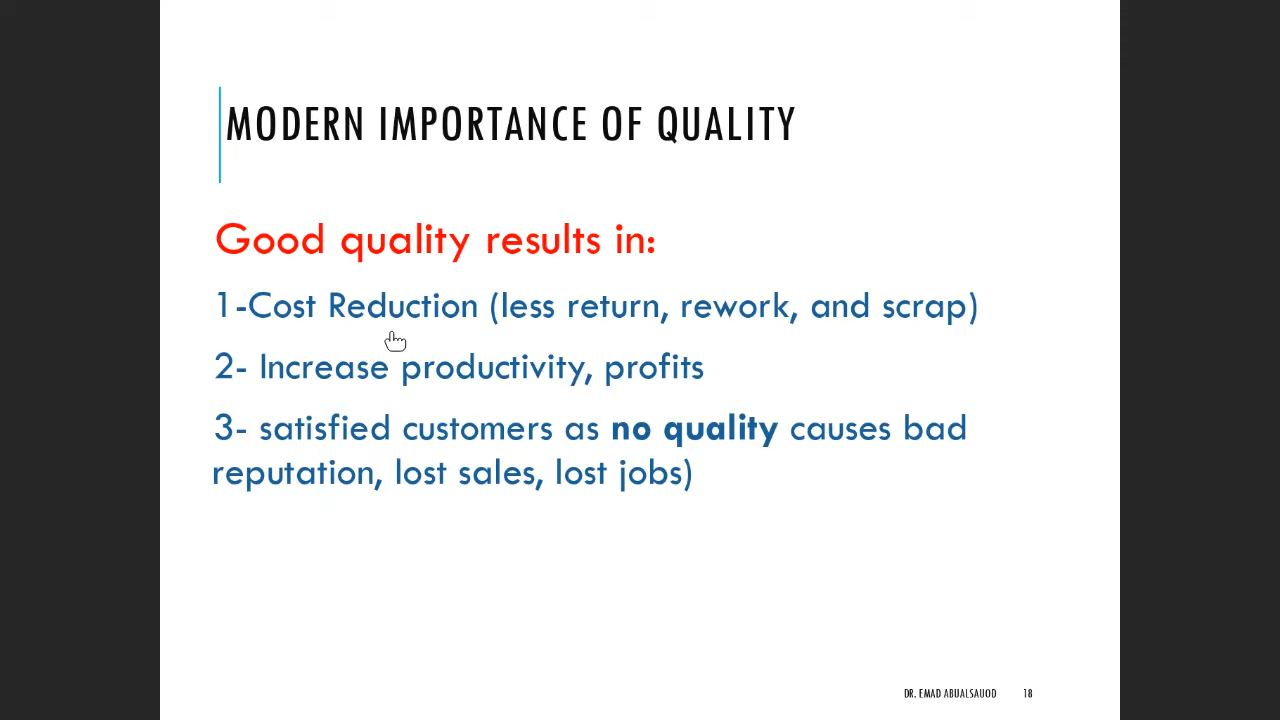 MODERN IMPORTANCE OF QUALITY
Good quality results in:
1-Cost Reduction (less return, rework, and scrap)
2- Increase productivity, profits
3- satisfied customers as no quality causes bad
reputation, lost sales, lost jobs)
DR. EMAD ABUALSAUOD 18